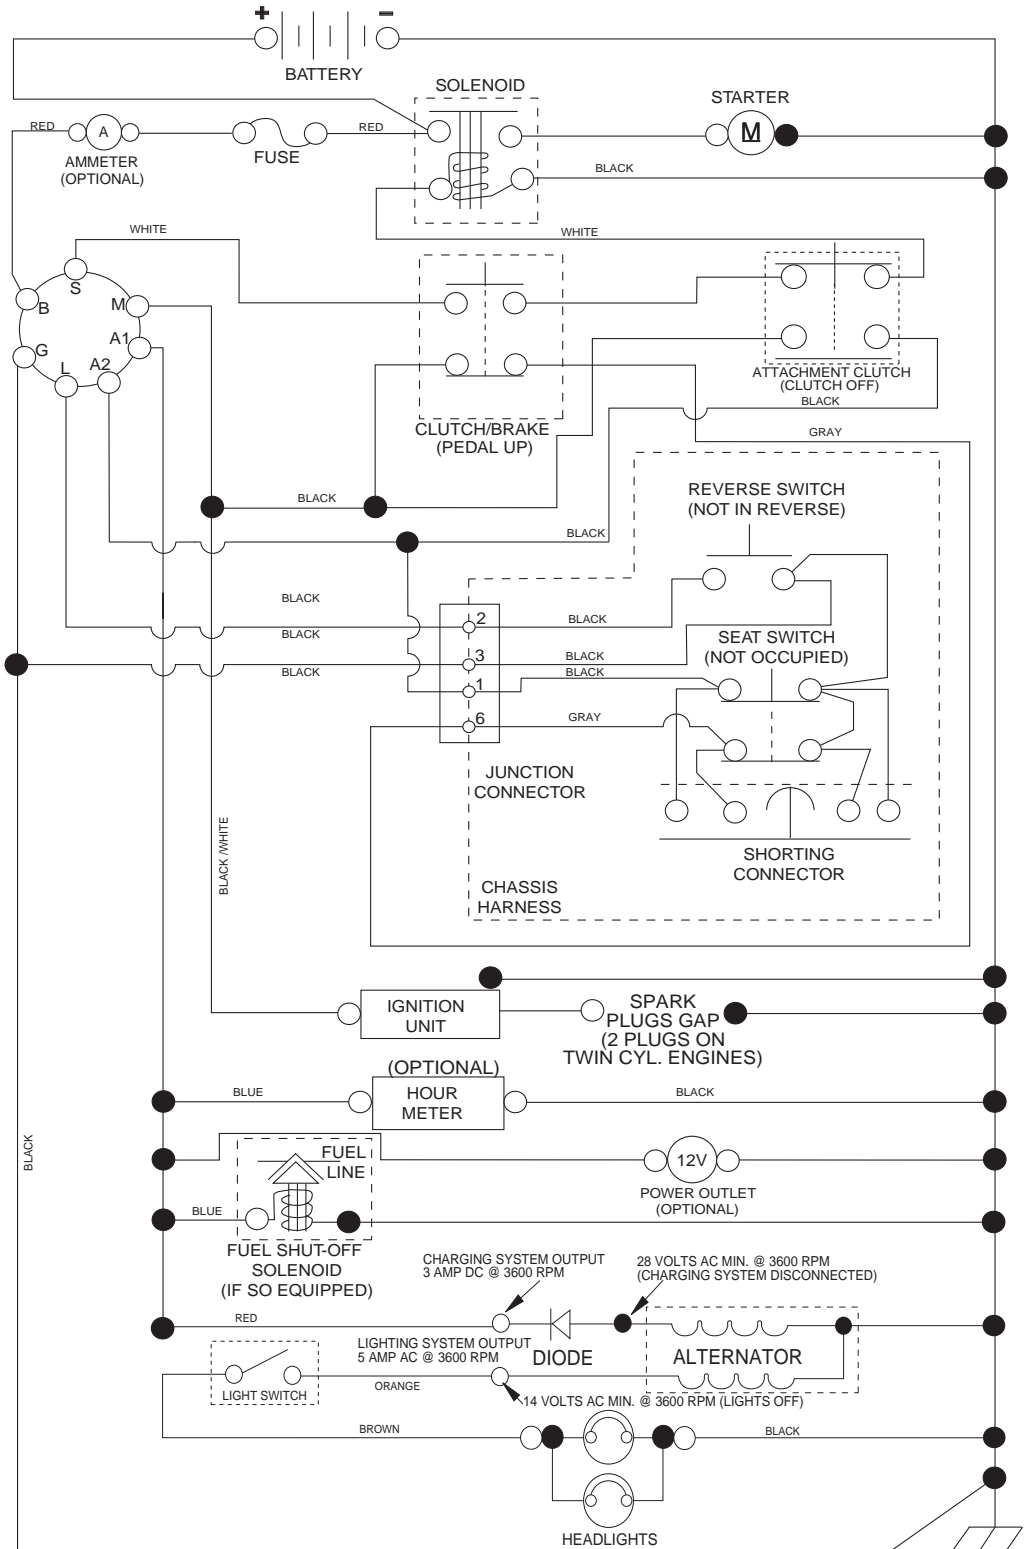 + -
BATTERY
SOLENOID
STARTER
RED
A
RED
M
AMMETER
(OPTIONAL)
FUSE
BLACK
WHITE
WHITE
S
B
M
A1
G
A2
L
ATTACHMENT CLUTCH
(CLUTCH OFF)
BLACK
CLUTCH/BRAKE
(PEDAL UP)
GRAY
REVERSE SWITCH
(NOT IN REVERSE)
BLACK
BLACK
BLACK
2
BLACK
BLACK
SEAT SWITCH
(NOT OCCUPIED)
3
BLACK
BLACK
BLACK
1
6
GRAY
JUNCTION
CONNECTOR
BLACK /WHITE
SHORTING
CONNECTOR
CHASSIS
HARNESS
IGNITION
UNIT
SPARK
PLUGS GAP
(2 PLUGS ON
TWIN CYL. ENGINES)
(OPTIONAL)
HOUR
METER
BLUE
BLACK
BLACK
FUEL
LINE
12V
POWER OUTLET
(OPTIONAL)
BLUE
FUEL SHUT-OFF
SOLENOID
(IF SO EQUIPPED)
CHARGING SYSTEM OUTPUT
3 AMP DC @ 3600 RPM
28 VOLTS AC MIN. @ 3600 RPM
(CHARGING SYSTEM DISCONNECTED)
RED
LIGHTING SYSTEM OUTPUT
5 AMP AC @ 3600 RPM
DIODE
ALTERNATOR
ORANGE
LIGHT SWITCH
14 VOLTS AC MIN. @ 3600 RPM (LIGHTS OFF)
BROWN
BLACK
HEADLIGHTS